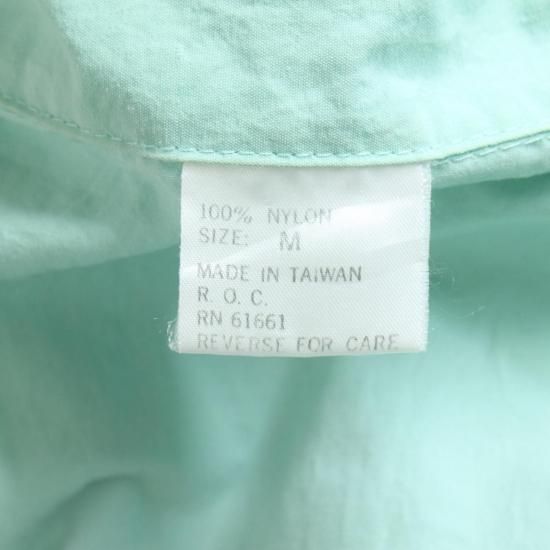 100% NYLON
SIZE: M
MADE IN TAIWAN
R. O. C.
RN 61661
REVERSE FOR CARE